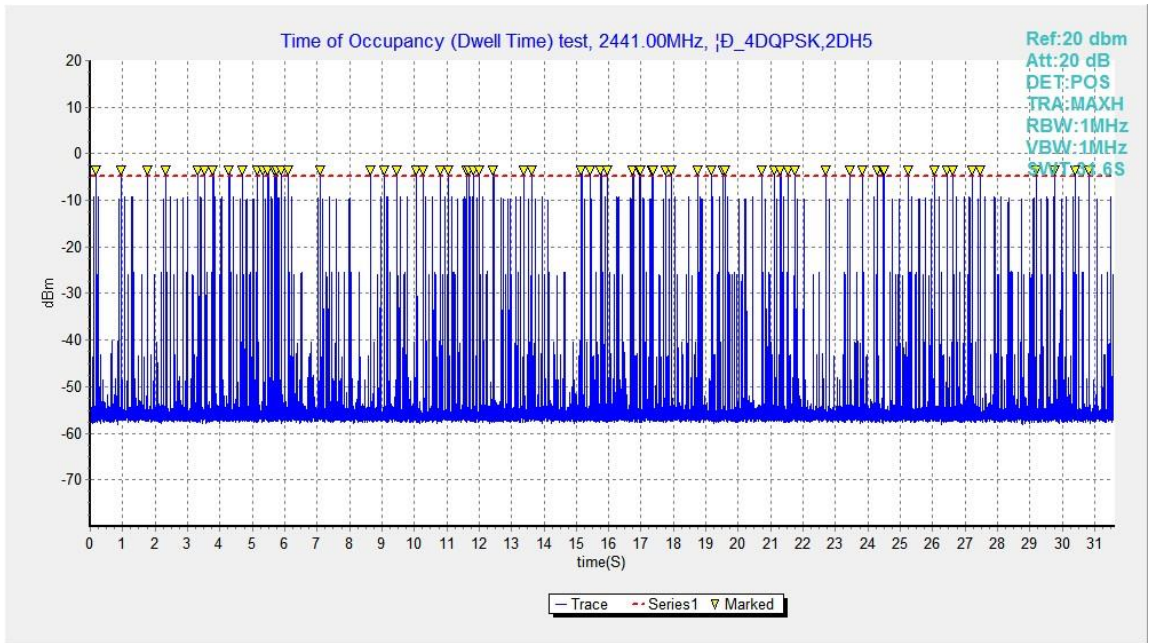 Time of Occupancy (Dwell Time) test, 2441.00MHz, ¦Ð_4DQPSK,2DH5
Ref:20 dbm
Att:20 dB
DET:POS
TRA:MAXH
RBW:1MHz
VBW:1MHz
SWT:31.6S
20
10
0
-10
-20
-30
-40
-50
-60
-70
dBm
0 1 2 3 4 5 6 7 8 9 10 11 12 13 14 15 16 17 18 19 20 21 22 23 24 25 26 27 28 29 30 31
time(S)
Trace Series1 Marked